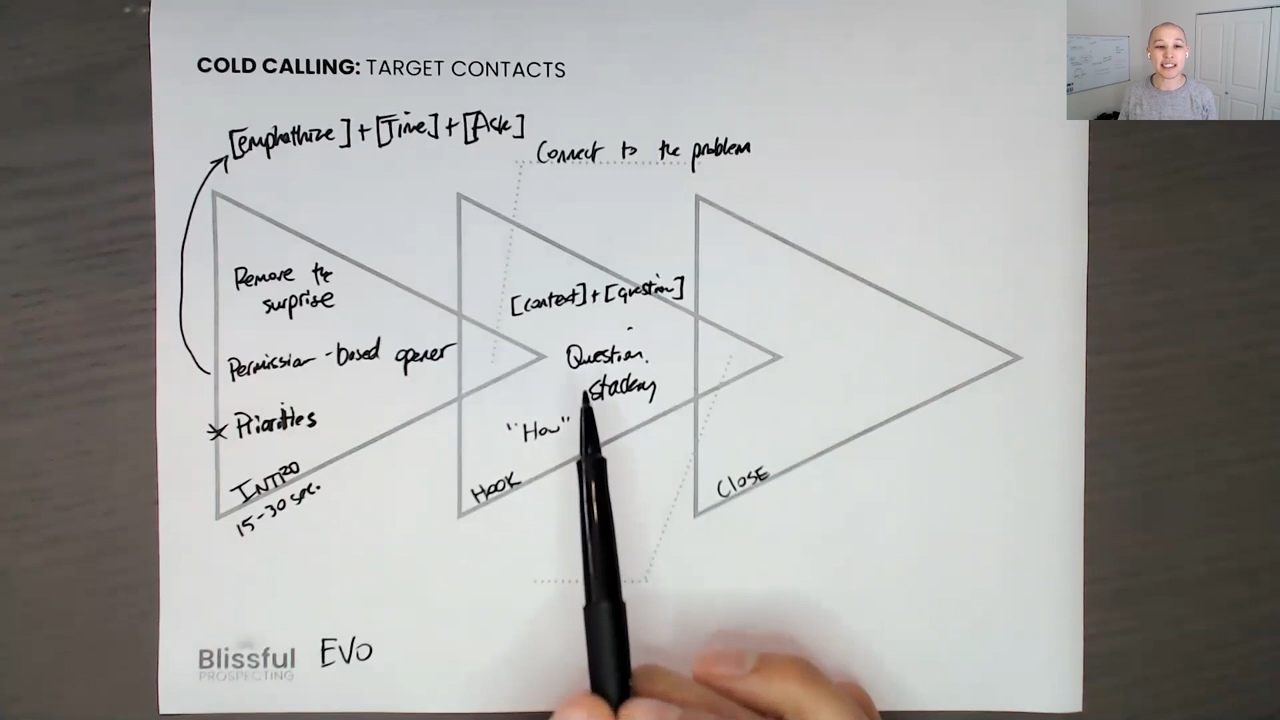 COLD CALLING: TARGET CONTACTS
[emphathize] + [Time] + [Ask]
Connect to the problem
Remove the
surprise
Permission-based opener
* Priorities
INTRO
15-30 sec.
[context] + [question]
Question
stacking
"How"
HOOK
CLOSE
Blissful EVO
PROSPECTING